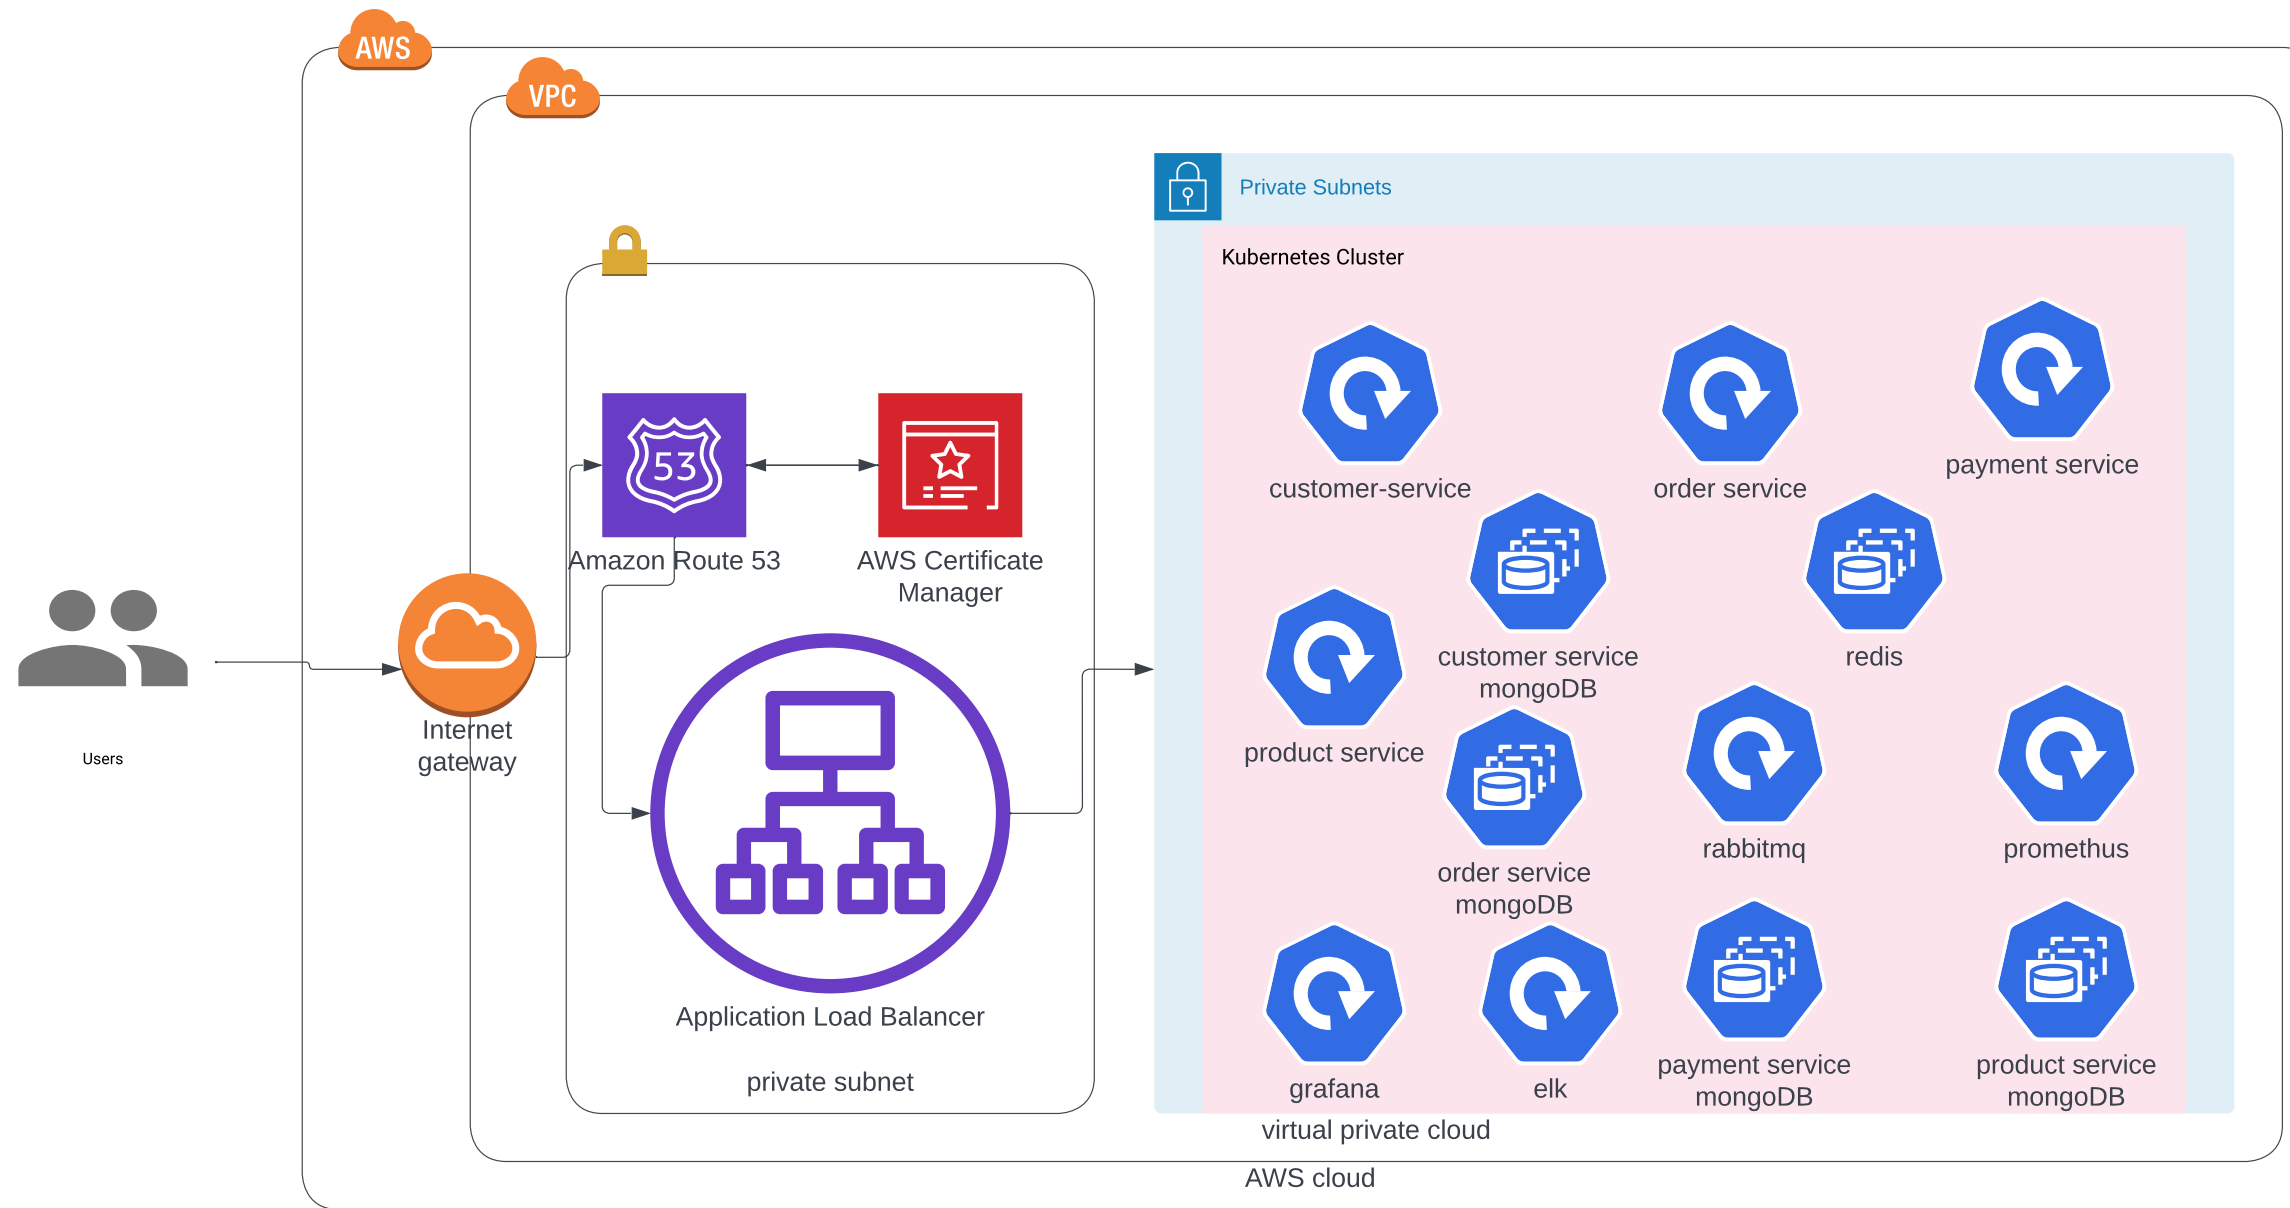 AWS
VPC
Private Subnets
Kubernetes Cluster
53
Amazon Route 53
AWS Certificate
Manager
customer-service
order service
payment service
customer service
mongoDB
redis
Users
Internet
gateway
product service
order service
mongoDB
rabbitmq
promethus
Application Load Balancer
private subnet
grafana
elk
payment service
mongoDB
product service
mongoDB
virtual private cloud
AWS cloud